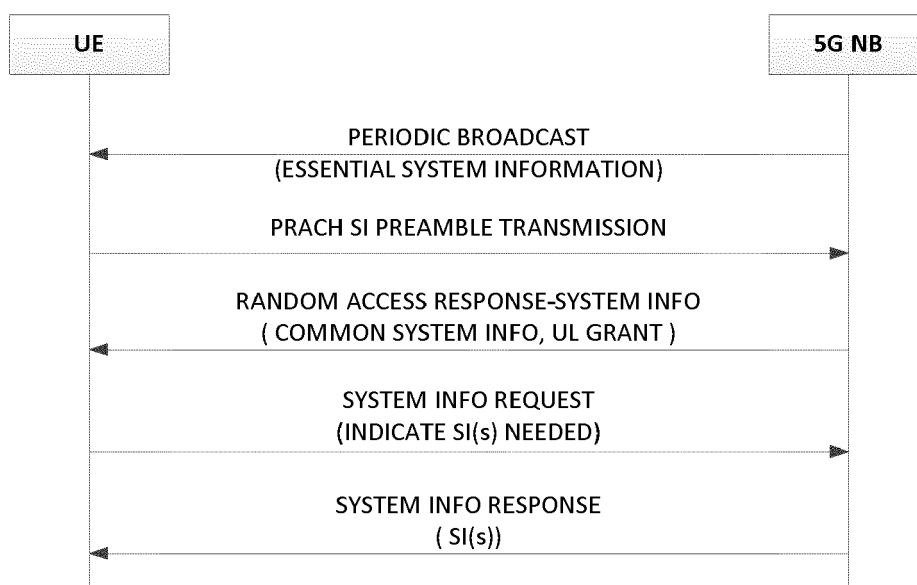 UE
5G NB
PERIODIC BROADCAST
(ESSENTIAL SYSTEM INFORMATION)
PRACH SI PREAMBLE TRANSMISSION
RANDOM ACCESS RESPONSE-SYSTEM INFO
( COMMON SYSTEM INFO, UL GRANT )
SYSTEM INFO REQUEST
(INDICATE SI(s) NEEDED)
SYSTEM INFO RESPONSE
( SI(s))